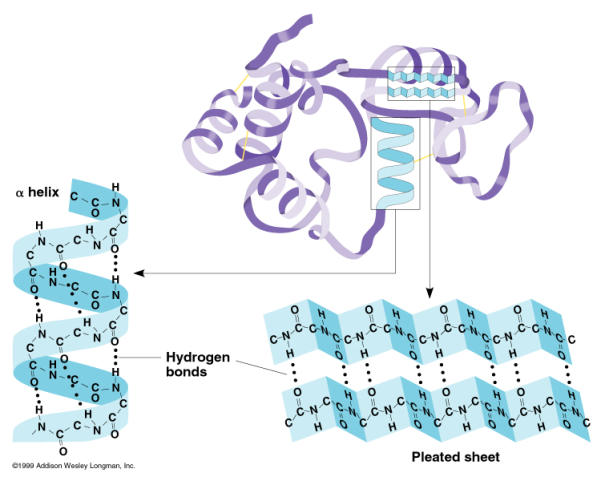 α helix
Hydrogen
bonds
Pleated sheet
©1999 Addison Wesley Longman, Inc.